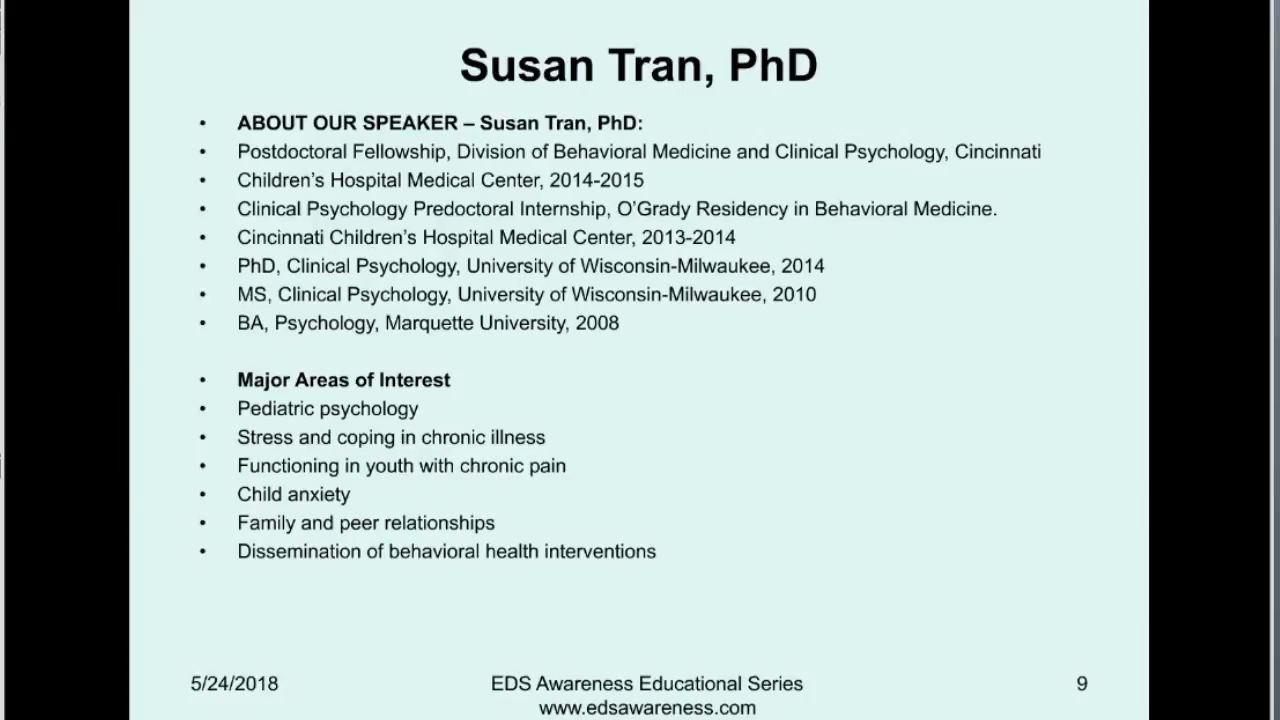 Susan Tran, PhD
• ABOUT OUR SPEAKER – Susan Tran, PhD:
• Postdoctoral Fellowship, Division of Behavioral Medicine and Clinical Psychology, Cincinnati
• Children’s Hospital Medical Center, 2014-2015
• Clinical Psychology Predoctoral Internship, O’Grady Residency in Behavioral Medicine.
• Cincinnati Children’s Hospital Medical Center, 2013-2014
• PhD, Clinical Psychology, University of Wisconsin-Milwaukee, 2014
• MS, Clinical Psychology, University of Wisconsin-Milwaukee, 2010
• BA, Psychology, Marquette University, 2008
• Major Areas of Interest
• Pediatric psychology
• Stress and coping in chronic illness
• Functioning in youth with chronic pain
• Child anxiety
• Family and peer relationships
• Dissemination of behavioral health interventions
5/24/2018
EDS Awareness Educational Series
www.edsawareness.com
9